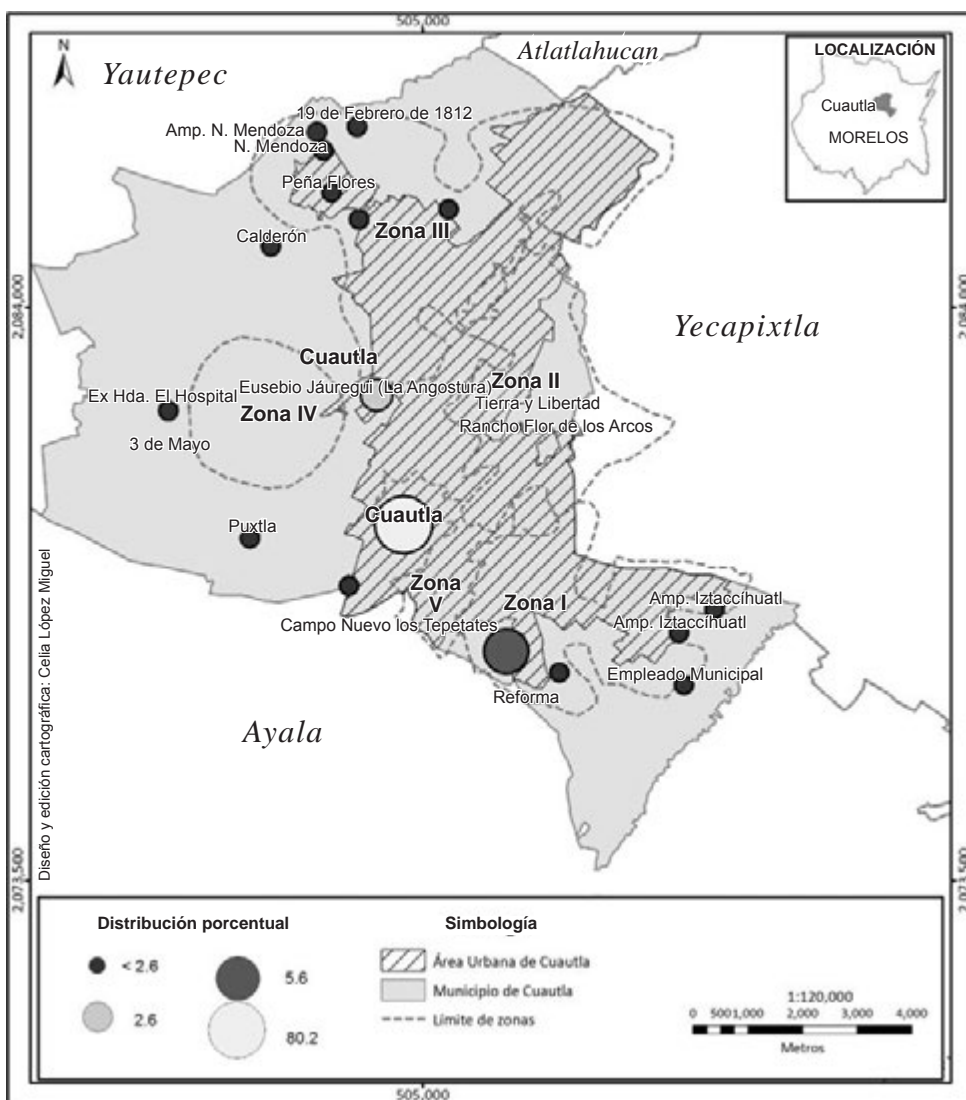 505,000
N
Yautepec
Atlatlahucan
LOCALIZACIÓN
Cuautla
MORELOS
19 de Febrero de 1812
Amp. N. Mendoza
N. Mendoza
Peña Flores
Zona III
Calderón
2,084,000
2,084,000
Yecapixtla
Cuautla
Eusebio Jáuregui (La Angostura)
Zona II
Ex Hda. El Hospital
Zona IV
Tierra y Libertad
Rancho Flor de los Arcos
3 de Mayo
Cuautla
Puxtla
Zona
V
Zona I
Amp. Iztaccíhuatl
Campo Nuevo los Tepetates
Amp. Iztaccíhuatl
Empleado Municipal
Reforma
Ayala
Diseño y edición cartográfica: Celia López Miguel
2,073,500
2,073,500
Distribución porcentual
Simbología
< 2.6
5.6
Área Urbana de Cuautla
2.6
80.2
Municipio de Cuautla
Límite de zonas
1:120,000
0 500 1,000 2,000 3,000 4,000
Metros
505,000